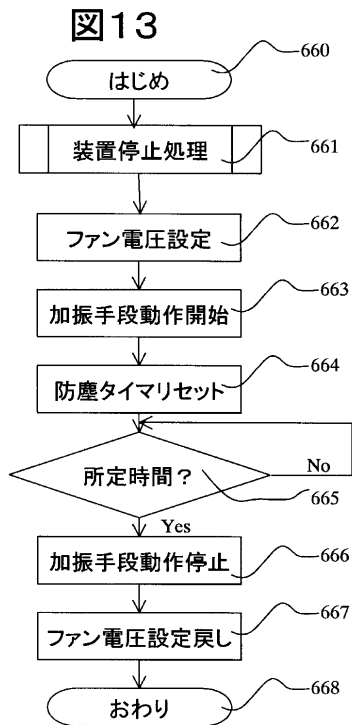 図13
はじめ
660
装置停止処理
661
ファン電圧設定
662
加振手段動作開始
663
防塵タイマリセット
664
所定時間？
No
665
Yes
加振手段動作停止
666
ファン電圧設定戻し
667
おわり
668